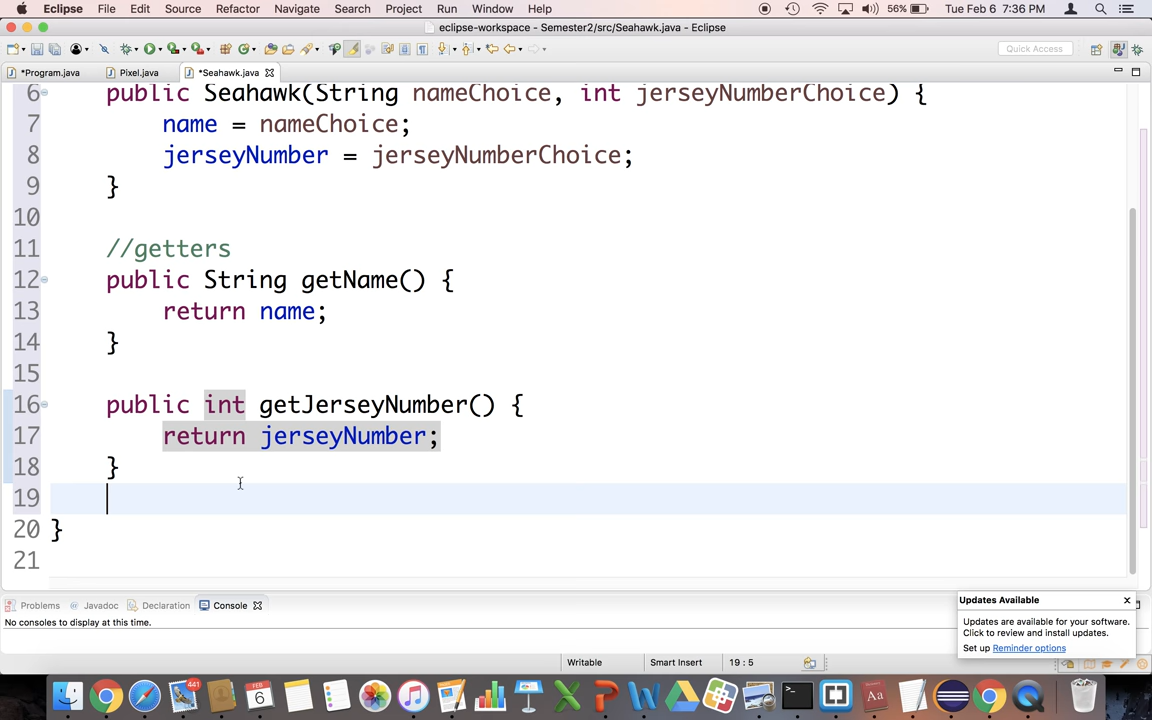 Eclipse File Edit Source Refactor Navigate Search Project Run Window Help 56% Tue Feb 6 7:36 PM
eclipse-workspace - Semester2/src/Seahawk.java - Eclipse
Quick Access
*Program.java Pixel.java *Seahawk.java
6 public Seahawk(String nameChoice, int jerseyNumberChoice) {
7 name = nameChoice;
8 jerseyNumber = jerseyNumberChoice;
9 }
10
11 //getters
12 public String getName() {
13 return name;
14 }
15
16 public int getJerseyNumber() {
17 return jerseyNumber;
18 }
19
20 }
21
Problems Javadoc Declaration Console
No consoles to display at this time.
Updates Available
Updates are available for your software.
Click to review and install updates.
Set up Reminder options
Writable Smart Insert 19 : 5
441
FEB
6
Aa